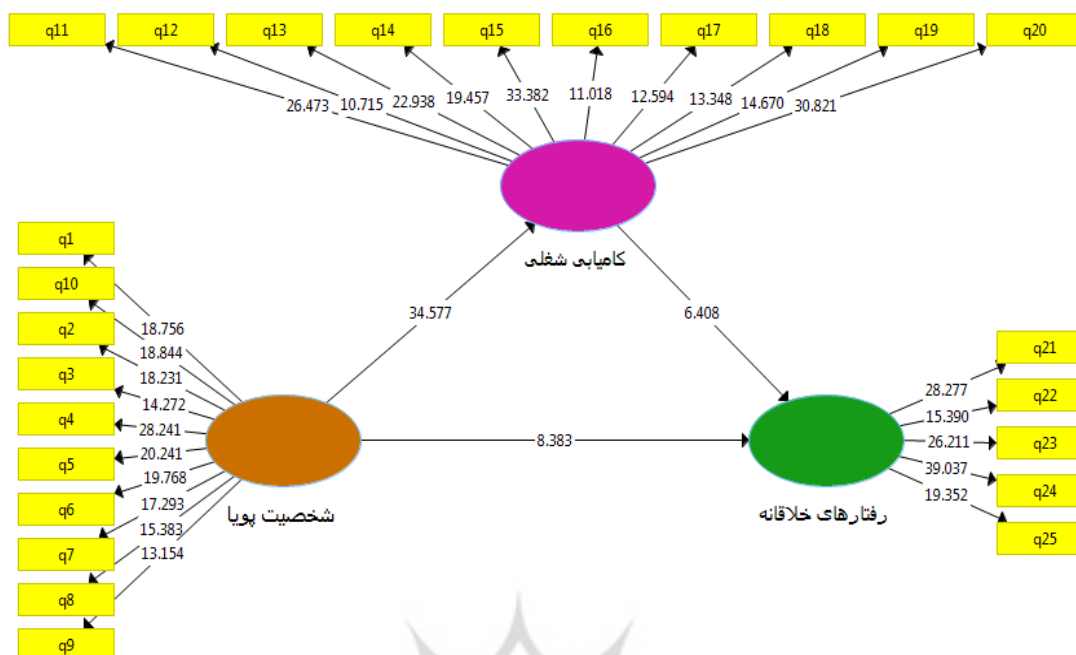 q11 q12 q13 q14 q15 q16 q17 q18 q19 q20
26.473 10.715 22.938 19.457 33.382 11.018 12.594 13.348 14.670 30.821
کامیابی شغلی
34.577
6.408
q1
q10
q2
q3
q4
q5
q6
q7
q8
q9
18.756
18.844
18.231
14.272
28.241
20.241
19.768
17.293
15.383
13.154
شخصیت پویا
8.383
رفتارهای خلاقانه
28.277
15.390
26.211
39.037
19.352
q21
q22
q23
q24
q25